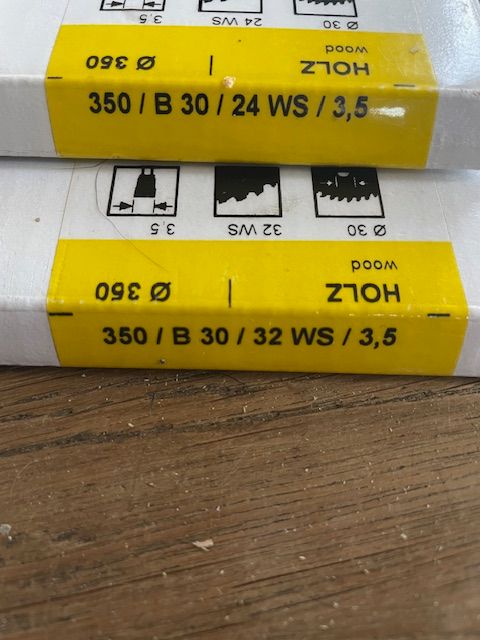 3,5 24 WS Ø 30
wood
Ø 350 | HOLZ
350 / B 30 / 24 WS / 3,5
3,5 32 WS Ø 30
wood
Ø 350 | HOLZ
350 / B 30 / 32 WS / 3,5